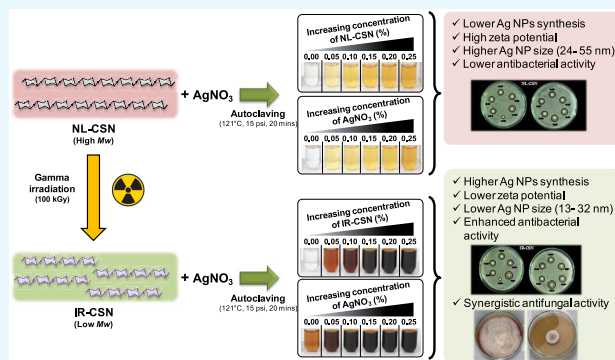 NL-CSN
(High Mw)
+ AgNO3
Autoclaving
(121°C, 15 psi, 20 mins)
Increasing concentration
of NL-CSN (%)
0.00 0.05 0.10 0.15 0.20 0.25
Increasing concentration
of AgNO3 (%)
0.00 0.05 0.10 0.15 0.20 0.25
✓ Lower Ag NPs synthesis
✓ High zeta potential
✓ Higher Ag NP size (24- 55 nm)
✓ Lower antibacterial activity
NL-CSN
Gamma
irradiation
(100 kGy)
IR-CSN
(Low Mw)
+ AgNO3
Autoclaving
(121°C, 15 psi, 20 mins)
Increasing concentration
of IR-CSN (%)
0.00 0.05 0.10 0.15 0.20 0.25
Increasing concentration
of AgNO3 (%)
0.00 0.05 0.10 0.15 0.20 0.25
✓ Higher Ag NPs synthesis
✓ Lower zeta potential
✓ Lower Ag NP size (13- 32 nm)
✓ Enhanced antibacterial
activity
IR-CSN
✓ Synergistic antifungal activity